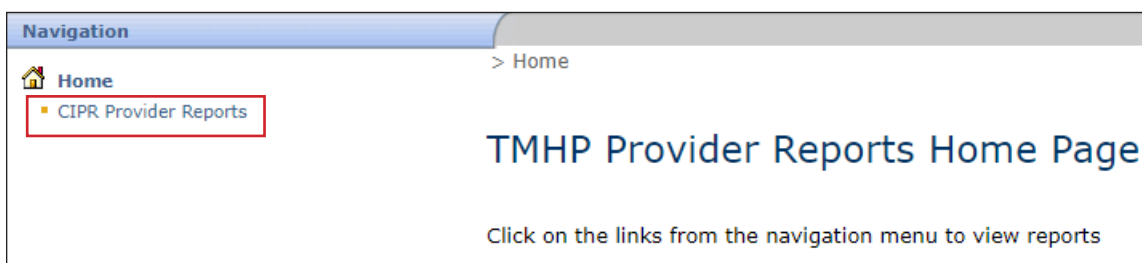 Navigation
Home
CIPR Provider Reports
> Home
TMHP Provider Reports Home Page
Click on the links from the navigation menu to view reports